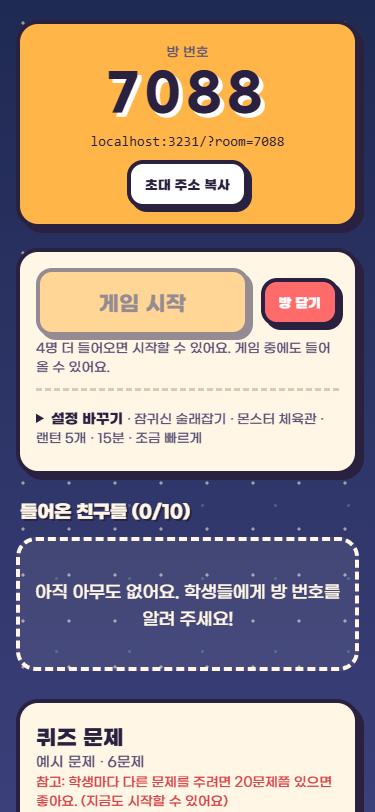 방 번호
7088
localhost:3231/?room=7088
초대 주소 복사
게임 시작
방 닫기
4명 더 들어오면 시작할 수 있어요. 게임 중에도 들어
올 수 있어요.
▶ 설정 바꾸기 · 잠귀신 술래잡기 · 몬스터 체육관 ·
랜턴 5개 · 15분 · 조금 빠르게
들어온 친구들 (0/10)
아직 아무도 없어요. 학생들에게 방 번호를
알려 주세요!
퀴즈 문제
예시 문제 · 6문제
참고: 학생마다 다른 문제를 주려면 20문제쯤 있으면
좋아요. (지금도 시작할 수 있어요)